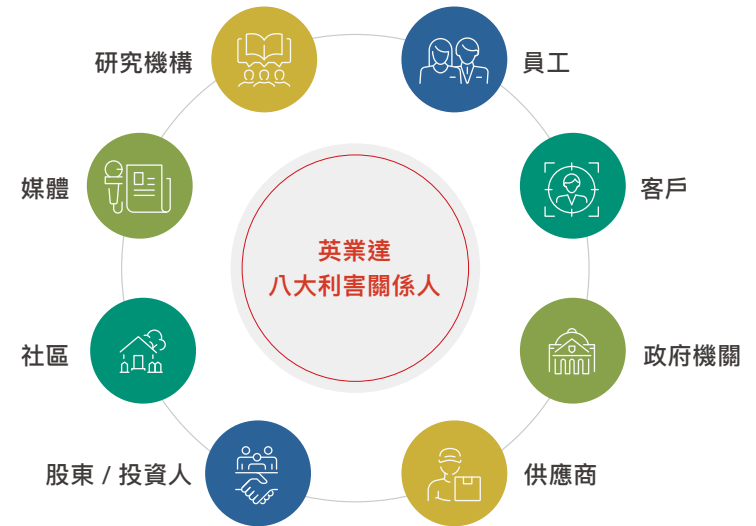 研究機構
員工
媒體
客戶
英業達
八大利害關係人
社區
政府機關
股東 / 投資人
供應商